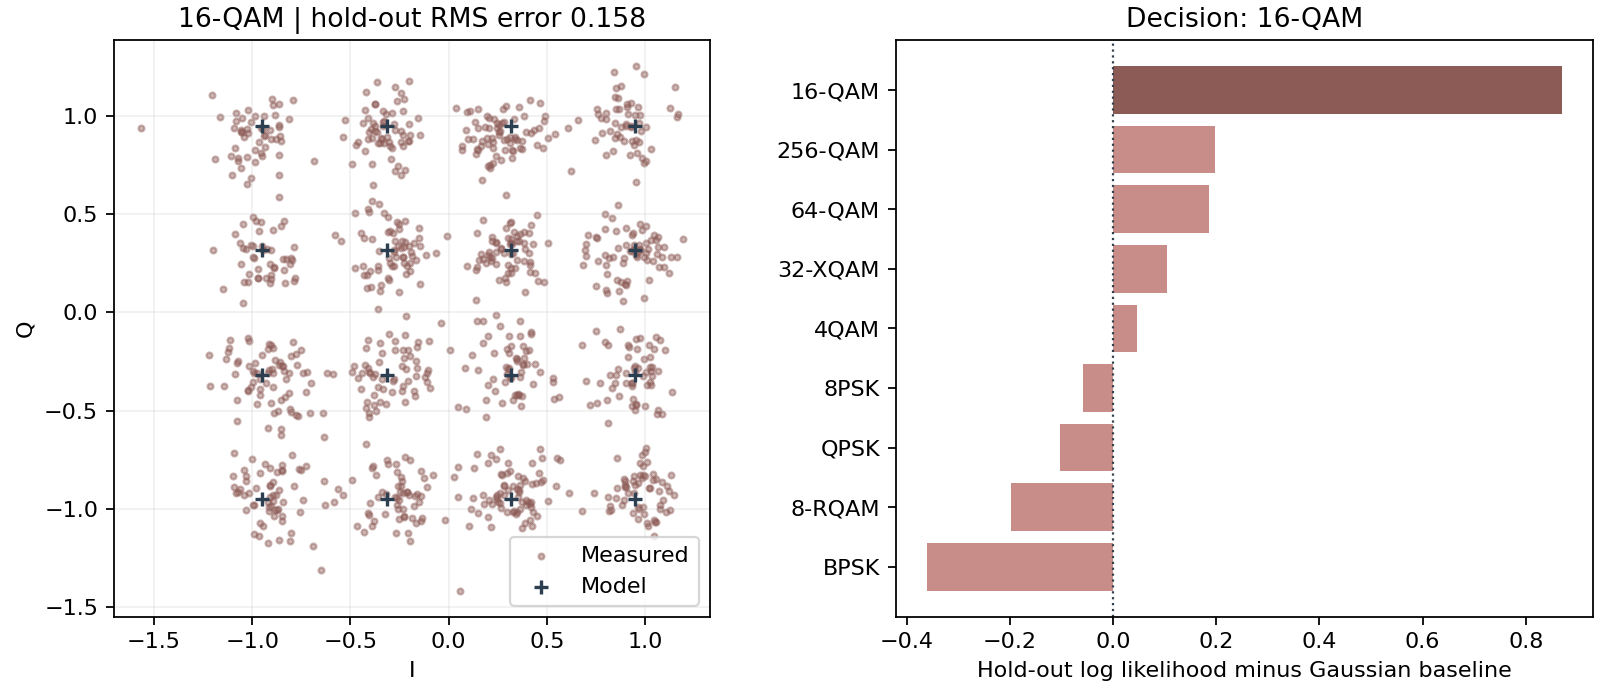 16-QAM | hold-out RMS error 0.158
1.0
0.5
0.0
−0.5
−1.0
−1.5
Q
−1.5
−1.0
−0.5
0.0
0.5
1.0
I
Measured
Model
Decision: 16-QAM
16-QAM
256-QAM
64-QAM
32-XQAM
4QAM
8PSK
QPSK
8-RQAM
BPSK
−0.4
−0.2
0.0
0.2
0.4
0.6
0.8
Hold-out log likelihood minus Gaussian baseline